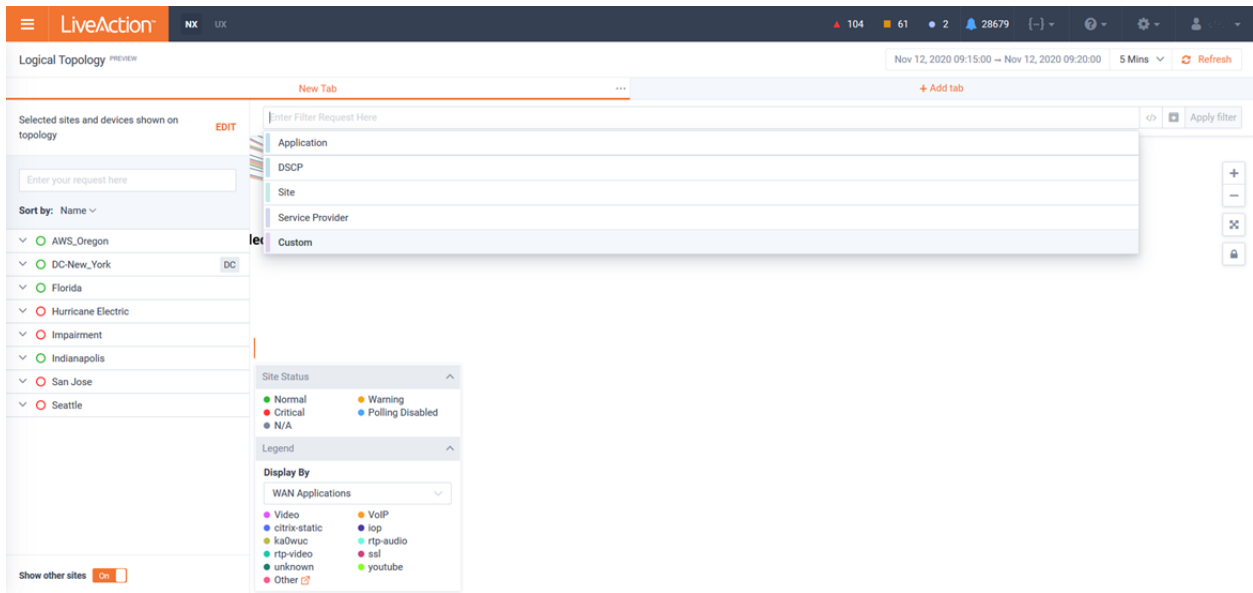 LiveAction
NX UX
104 61 2 28679
Logical Topology PREVIEW
Nov 12, 2020 09:15:00 → Nov 12, 2020 09:20:00 5 Mins Refresh
New Tab ... + Add tab
Selected sites and devices shown on
topology
EDIT
Enter Filter Request Here </> Apply filter
Application
DSCP
Site
Service Provider
Custom
Enter your request here
Sort by: Name
AWS_Oregon
DC-New_York DC
Florida
Hurricane Electric
Impairment
Indianapolis
San Jose
Seattle
Show other sites On
Site Status
Normal Warning
Critical Polling Disabled
N/A
Legend
Display By
WAN Applications
Video VoIP
citrix-static iop
ka0wuc rtp-audio
rtp-video ssl
unknown youtube
Other